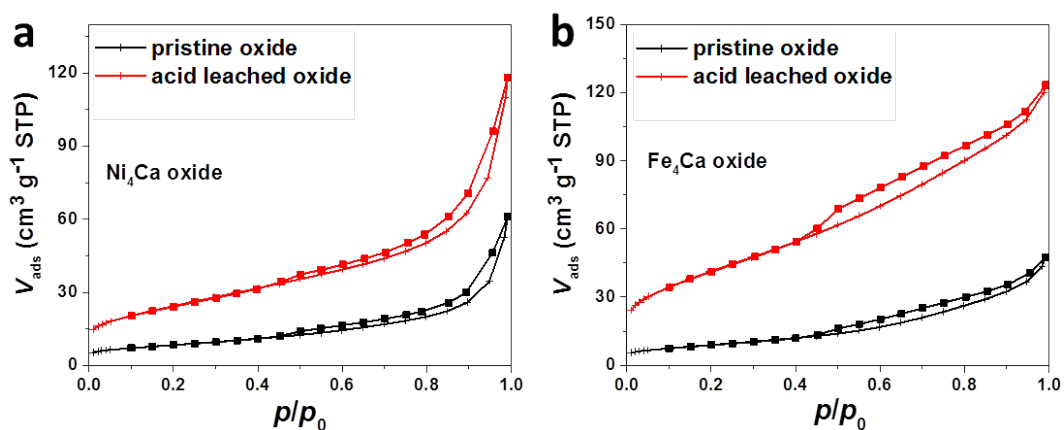 a
pristine oxide
acid leached oxide
Ni₄Ca oxide
V_ads (cm³ g⁻¹ STP)
120
90
60
30
0
0.0 0.2 0.4 0.6 0.8 1.0
p/p₀
b
pristine oxide
acid leached oxide
Fe₄Ca oxide
V_ads (cm³ g⁻¹ STP)
150
120
90
60
30
0
0.0 0.2 0.4 0.6 0.8 1.0
p/p₀